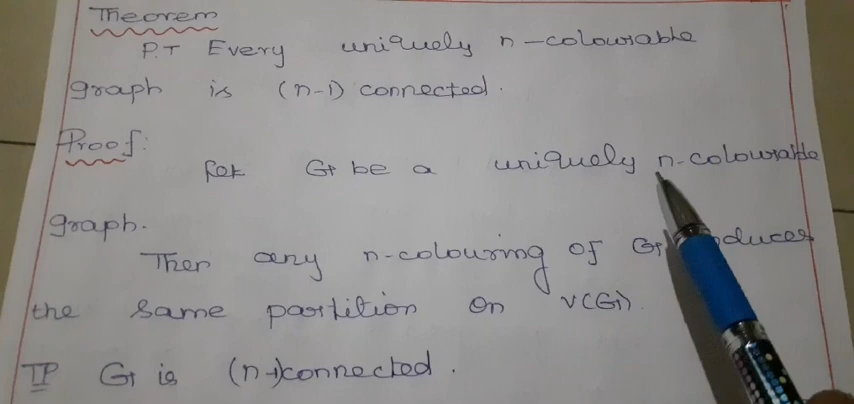 Theorem
P.T Every uniquely n-colourable
graph is (n-1) connected.
Proof:
Let G be a uniquely n-colourable
graph.
Then any n-colouring of G
the same partition on V(G).
TP G is (n-1)connected.